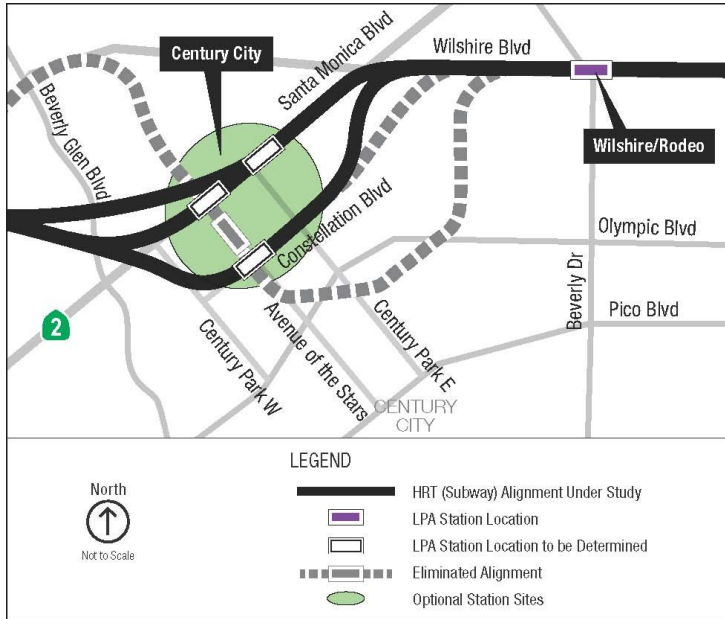 Century City
Santa Monica Blvd
Wilshire Blvd
Wilshire/Rodeo
Beverly Glen Blvd
Constellation Blvd
Olympic Blvd
Beverly Dr
Pico Blvd
2
Century Park W
Avenue of the Stars
Century Park E
CENTURY
CITY
LEGEND
North
Not to Scale
HRT (Subway) Alignment Under Study
LPA Station Location
LPA Station Location to be Determined
Eliminated Alignment
Optional Station Sites